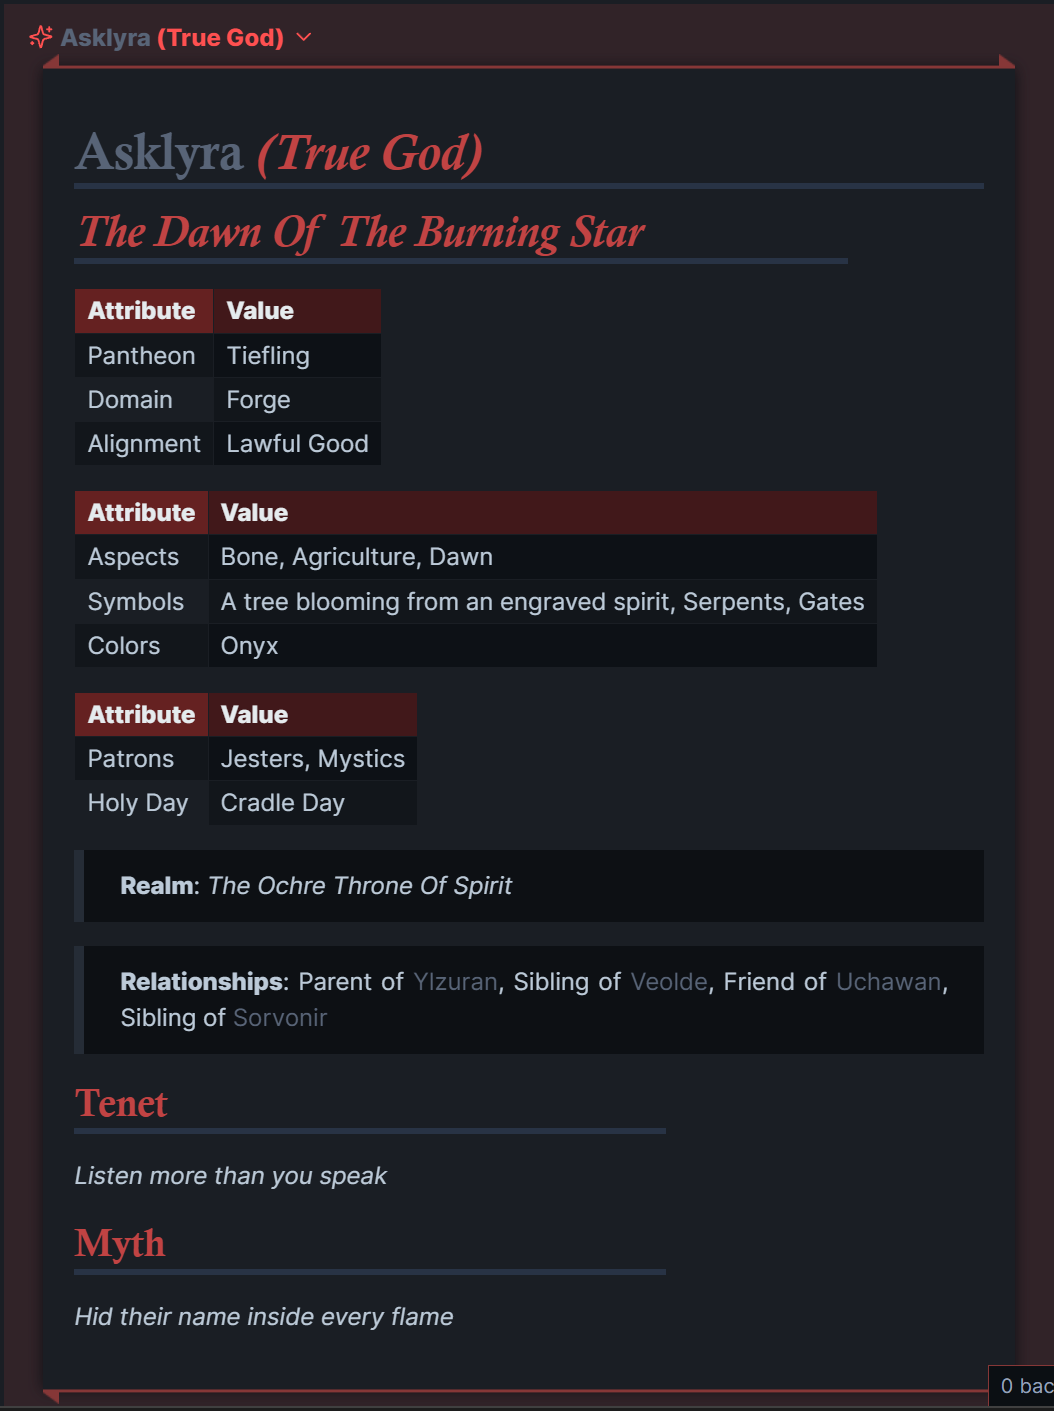 Asklyra (True God)
Asklyra (True God)
The Dawn Of The Burning Star
Attribute Value
Pantheon Tiefling
Domain Forge
Alignment Lawful Good
Attribute Value
Aspects Bone, Agriculture, Dawn
Symbols A tree blooming from an engraved spirit, Serpents, Gates
Colors Onyx
Attribute Value
Patrons Jesters, Mystics
Holy Day Cradle Day
Realm: The Ochre Throne Of Spirit
Relationships: Parent of Ylzuran, Sibling of Veolde, Friend of Uchawan,
Sibling of Sorvonir
Tenet
Listen more than you speak
Myth
Hid their name inside every flame
0 bac